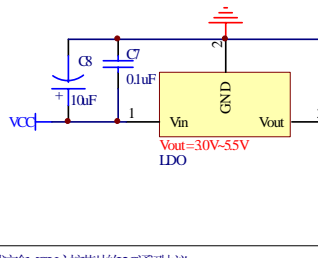 2
C8
C7
0.1uF
+
10uF
GND
VCC
1
Vin
Vout
Vout=3.0V~5.5V
LDO